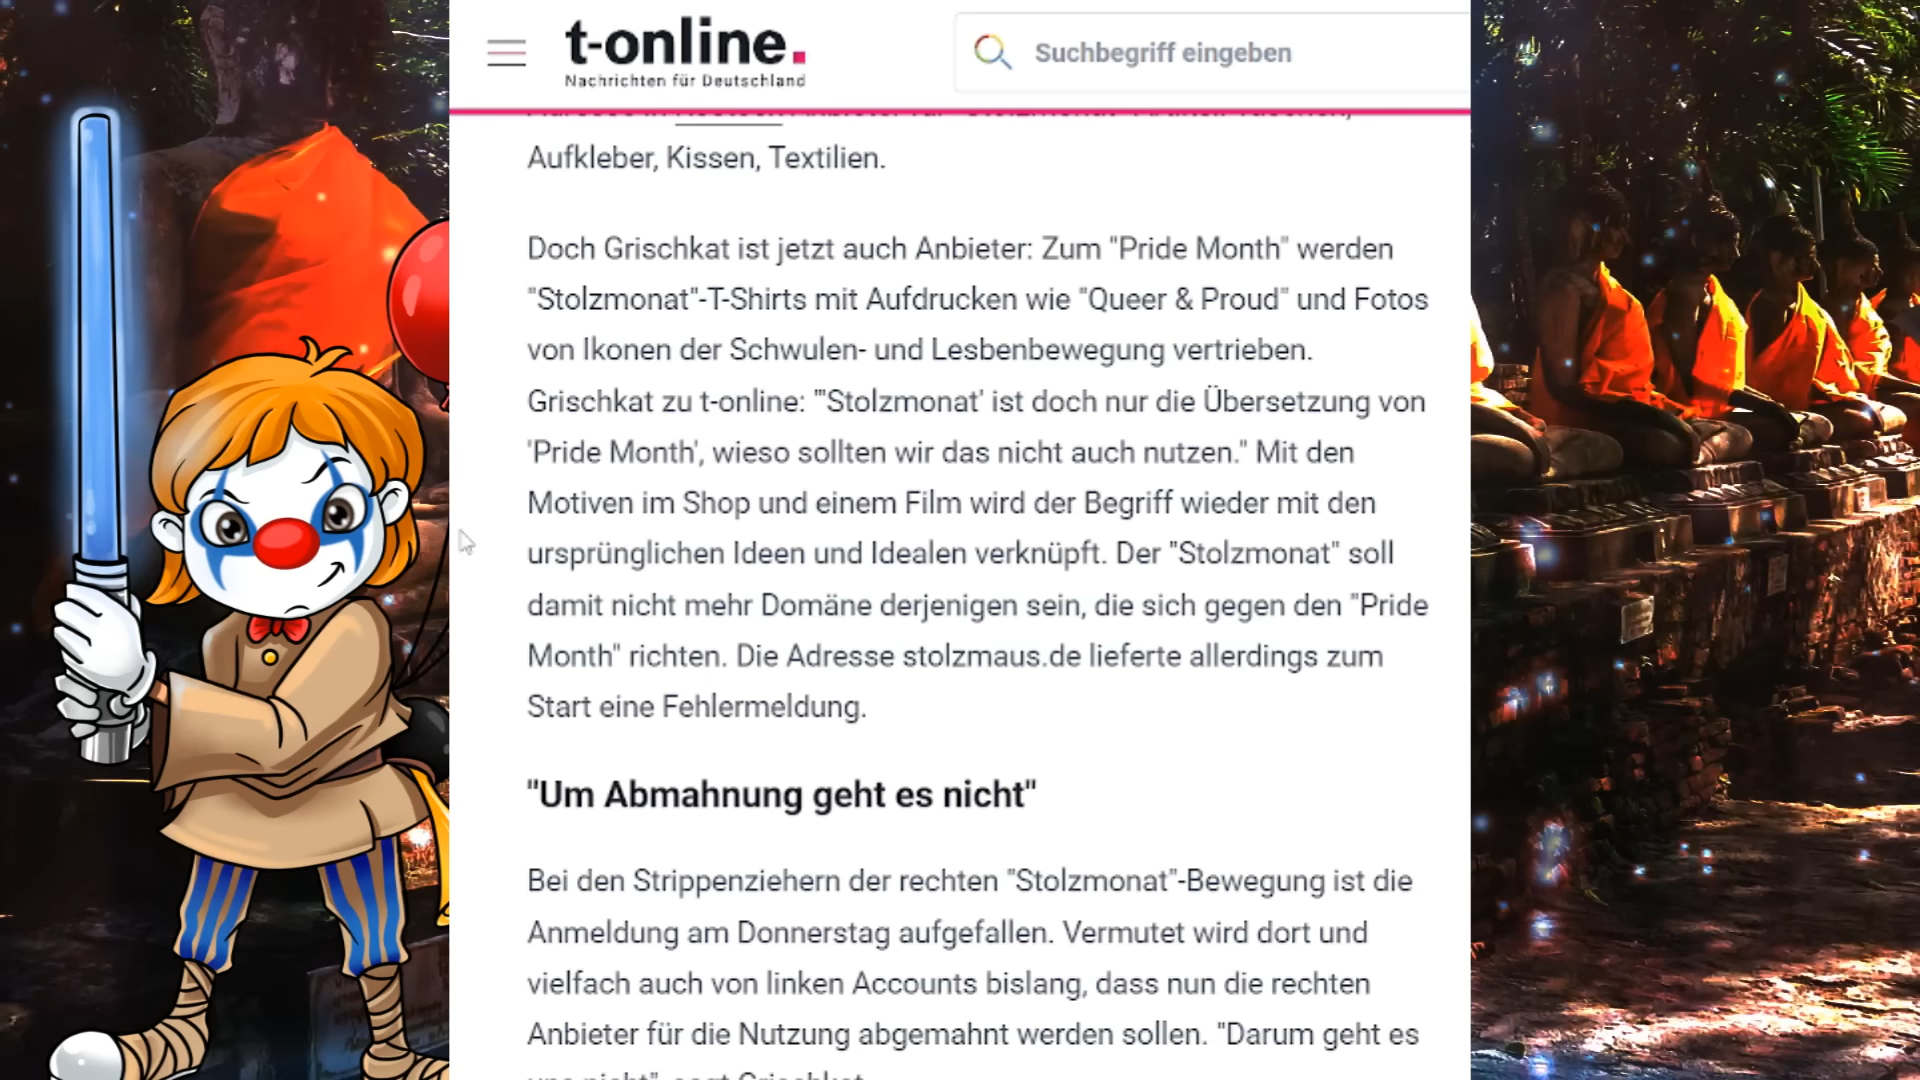 t-online.
Nachrichten für Deutschland
Suchbegriff eingeben
Aufkleber, Kissen, Textilien.
Doch Grischkat ist jetzt auch Anbieter: Zum "Pride Month" werden
"Stolzmonat"-T-Shirts mit Aufdrucken wie "Queer & Proud" und Fotos
von Ikonen der Schwulen- und Lesbenbewegung vertrieben.
Grischkat zu t-online: "'Stolzmonat' ist doch nur die Übersetzung von
'Pride Month', wieso sollten wir das nicht auch nutzen." Mit den
Motiven im Shop und einem Film wird der Begriff wieder mit den
ursprünglichen Ideen und Idealen verknüpft. Der "Stolzmonat" soll
damit nicht mehr Domäne derjenigen sein, die sich gegen den "Pride
Month" richten. Die Adresse stolzmaus.de lieferte allerdings zum
Start eine Fehlermeldung.
"Um Abmahnung geht es nicht"
Bei den Strippenziehern der rechten "Stolzmonat"-Bewegung ist die
Anmeldung am Donnerstag aufgefallen. Vermutet wird dort und
vielfach auch von linken Accounts bislang, dass nun die rechten
Anbieter für die Nutzung abgemahnt werden sollen. "Darum geht es